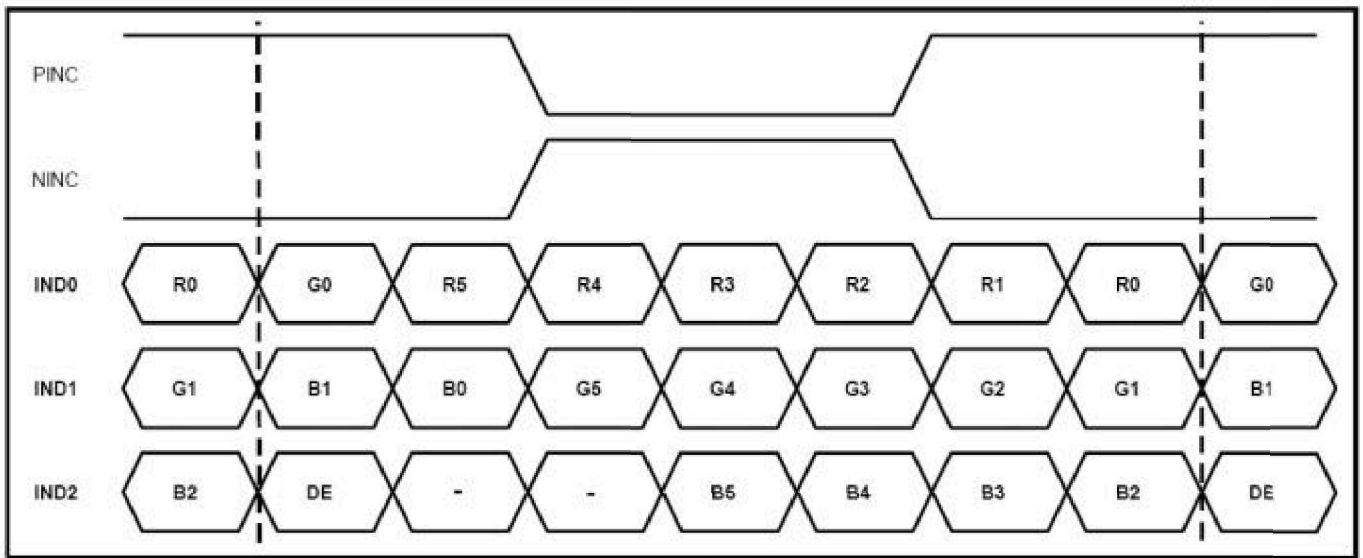 PINC
NINC
IND0 R0 G0 R5 R4 R3 R2 R1 R0 G0
IND1 G1 B1 B0 G5 G4 G3 G2 G1 B1
IND2 B2 DE - - B5 B4 B3 B2 DE